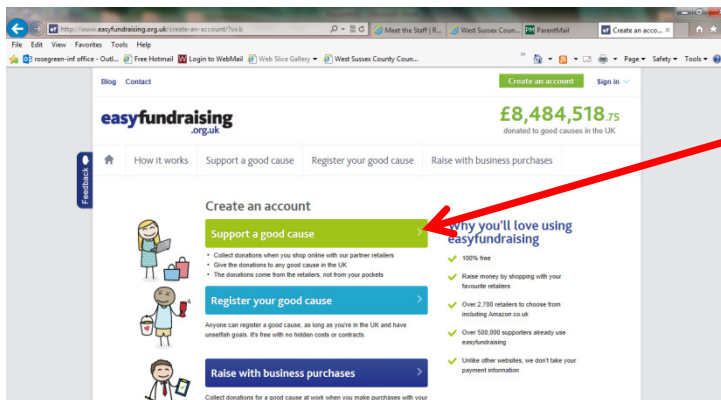 http://www.easyfundraising.org.uk/create-an-account/?v=b
Meet the Staff | R...
West Sussex Coun...
PM ParentMail
Create an acco...
File Edit View Favorites Tools Help
rosegreen-inf office - Outl...
Free Hotmail
Login to WebMail
Web Slice Gallery
West Sussex County Coun...
Page
Safety
Tools
Blog Contact
Create an account
Sign in
easyfundraising
.org.uk
£8,484,518.75
donated to good causes in the UK
How it works
Support a good cause
Register your good cause
Raise with business purchases
Feedback
Create an account
Support a good cause
• Collect donations when you shop online with our partner retailers
• Give the donations to any good cause in the UK
• The donations come from the retailers, not from your pockets
Register your good cause
Anyone can register a good cause, as long as you're in the UK and have
unselfish goals. It's free with no hidden costs or contracts.
Raise with business purchases
Collect donations for a good cause at work when you make purchases with your
Why you'll love using
easyfundraising
100% free
Raise money by shopping with your
favourite retailers
Over 2,700 retailers to choose from
including Amazon.co.uk
Over 500,000 supporters already use
easyfundraising
Unlike other websites, we don't take your
payment information